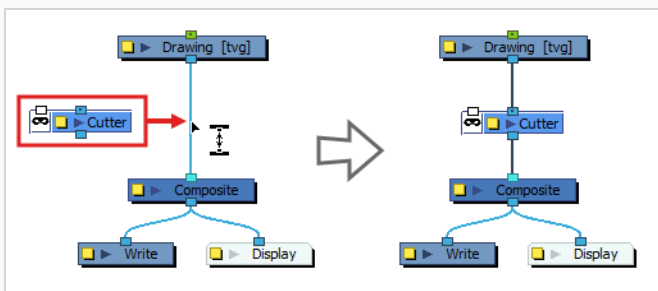 Drawing [tvg]
Cutter
Composite
Write
Display
Drawing [tvg]
Cutter
Composite
Write
Display